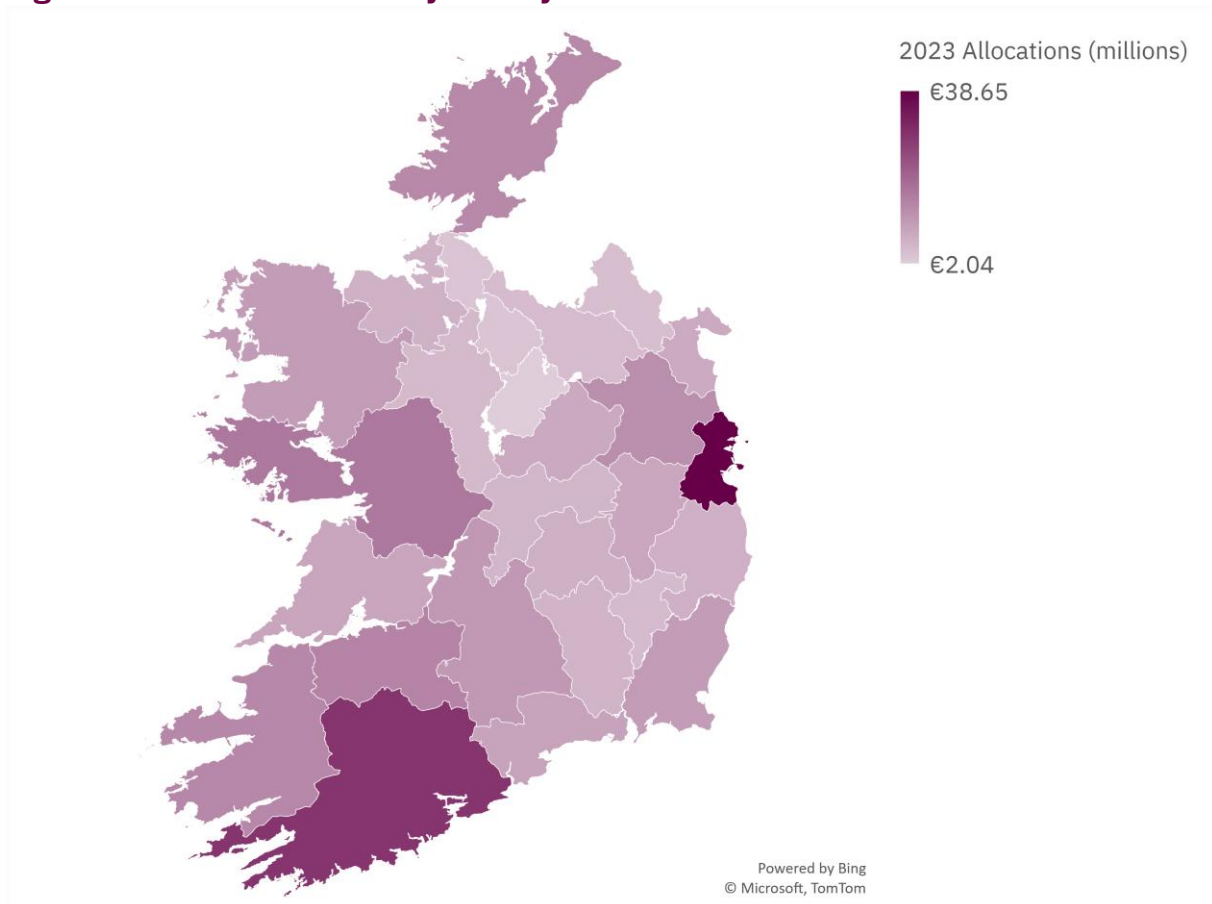 2023 Allocations (millions)
€38.65
€2.04
Powered by Bing
© Microsoft, TomTom